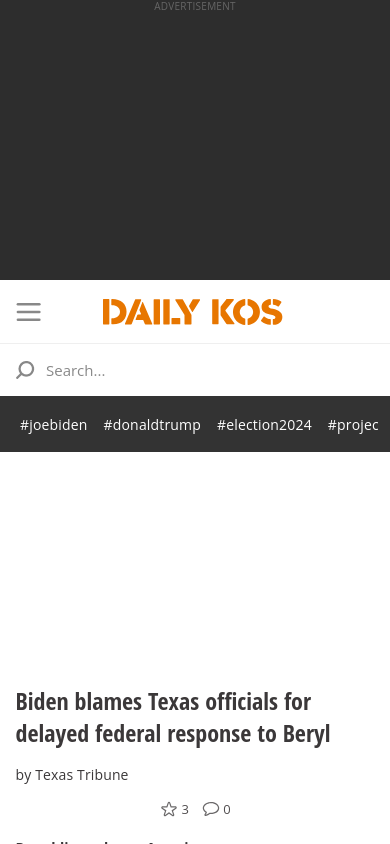 ADVERTISEMENT
DAILY KOS
Search...
#joebiden #donaldtrump #election2024 #projec
Biden blames Texas officials for
delayed federal response to Beryl
by Texas Tribune
3 0